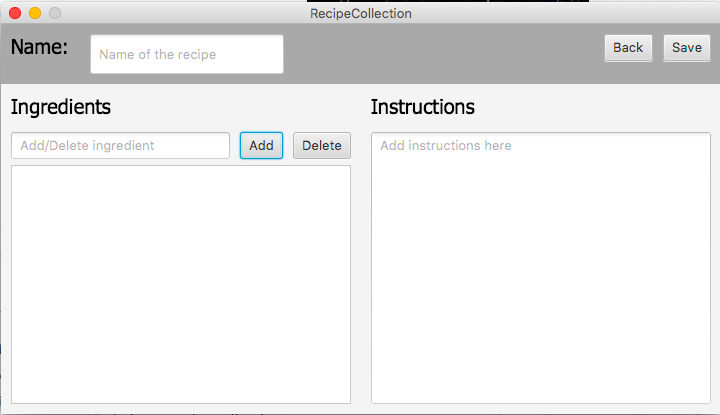 RecipeCollection
Name:
Name of the recipe
Back
Save
Ingredients
Instructions
Add/Delete ingredient
Add
Delete
Add instructions here